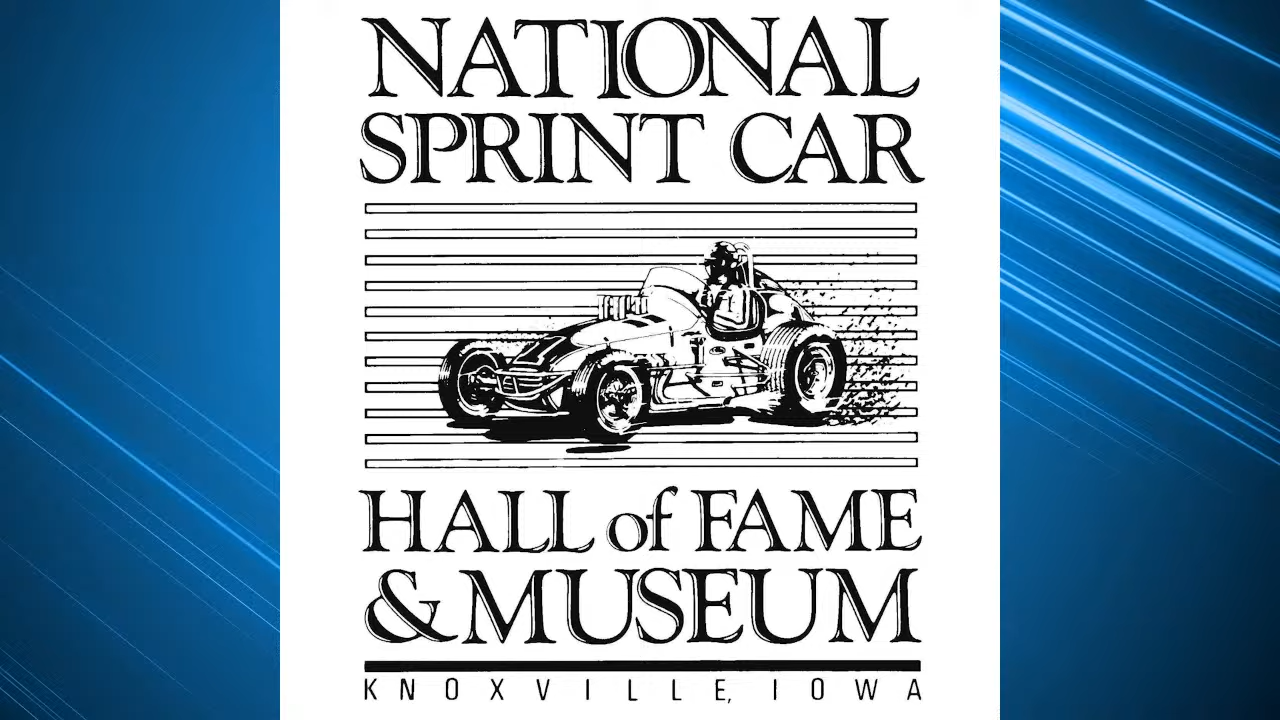 NATIONAL
SPRINT CAR
HALL of FAME
& MUSEUM
KNOXVILLE, IOWA